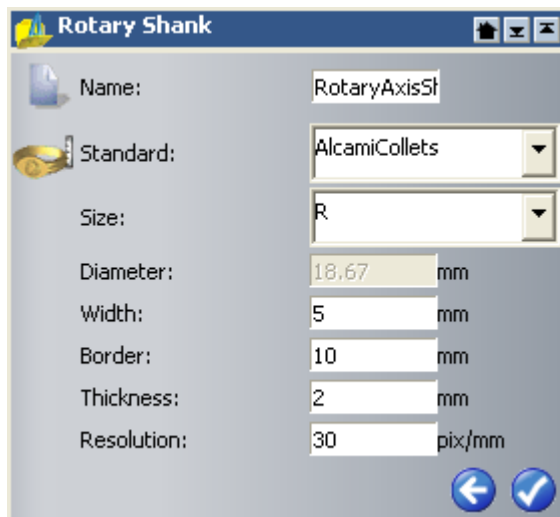 Rotary Shank
Name: RotaryAxisSh
Standard: AlcamiCollets
Size: R
Diameter: 18.67 mm
Width: 5 mm
Border: 10 mm
Thickness: 2 mm
Resolution: 30 pix/mm